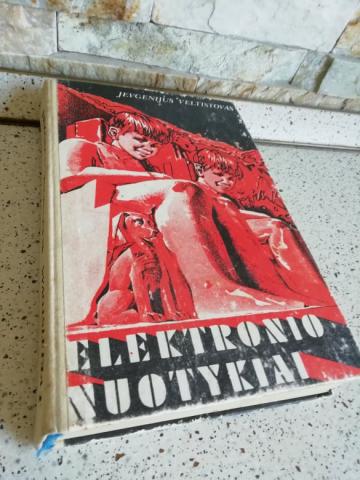 JEVGENIJUS VELTISTOVAS
ELEKTRONIO
NUOTYKIAI